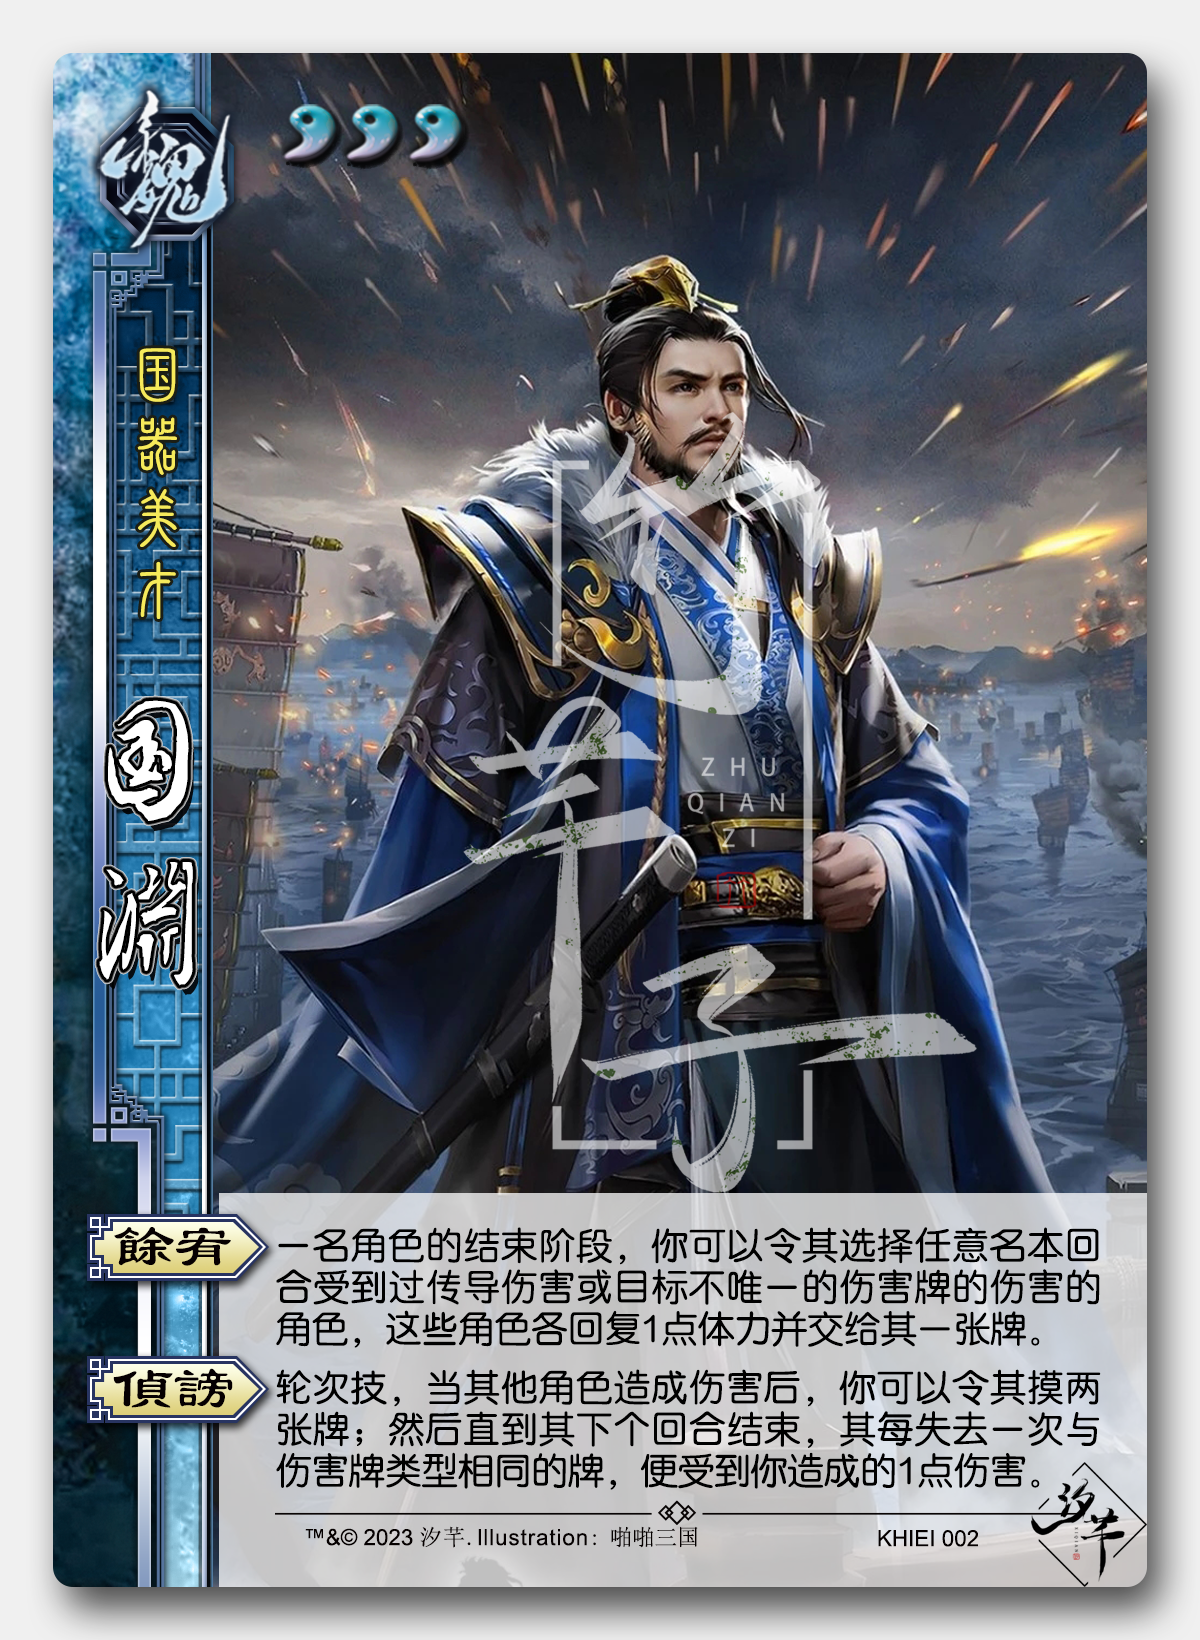 魏
国器美才
国渊
竹芊子
ZHU
QIAN
ZI
餘宥
一名角色的结束阶段，你可以令其选择任意名本回
合受到过传导伤害或目标不唯一的伤害牌的伤害的
角色，这些角色各回复1点体力并交给其一张牌。
偵謗
轮次技，当其他角色造成伤害后，你可以令其摸两
张牌；然后直到其下个回合结束，其每失去一次与
伤害牌类型相同的牌，便受到你造成的1点伤害。
™&© 2023 汐芊. Illustration：啪啪三国
KHIEI 002
汐芊